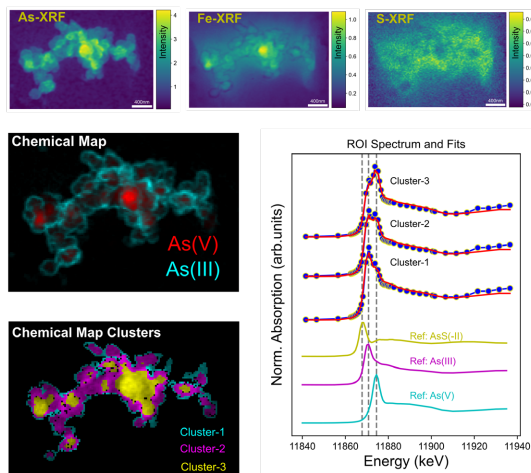 As-XRF
Fe-XRF
S-XRF
4
3
2
1
Intensity
400nm
1.0
0.8
0.6
0.4
0.2
Intensity
400nm
400nm
Chemical Map
As(V)
As(III)
Chemical Map Clusters
Cluster-1
Cluster-2
Cluster-3
ROI Spectrum and Fits
Cluster-3
Cluster-2
Cluster-1
Ref: AsS(-II)
Ref: As(III)
Ref: As(V)
Norm. Absorption (arb.units)
11840 11860 11880 11900 11920 11940
Energy (keV)